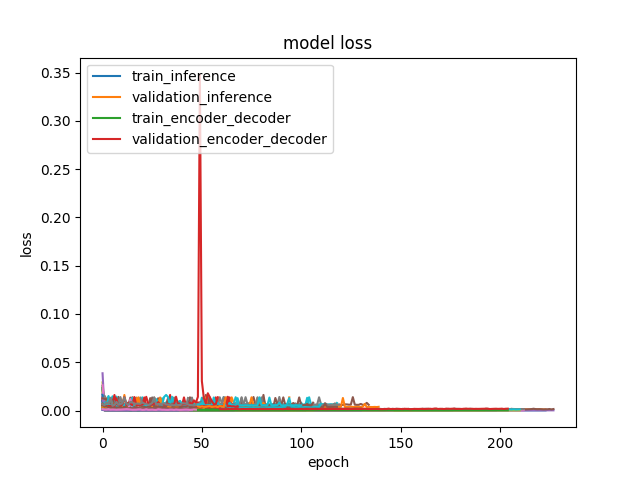 model loss
train_inference
validation_inference
train_encoder_decoder
validation_encoder_decoder
0.35
0.30
0.25
0.20
0.15
0.10
0.05
0.00
loss
0 50 100 150 200
epoch